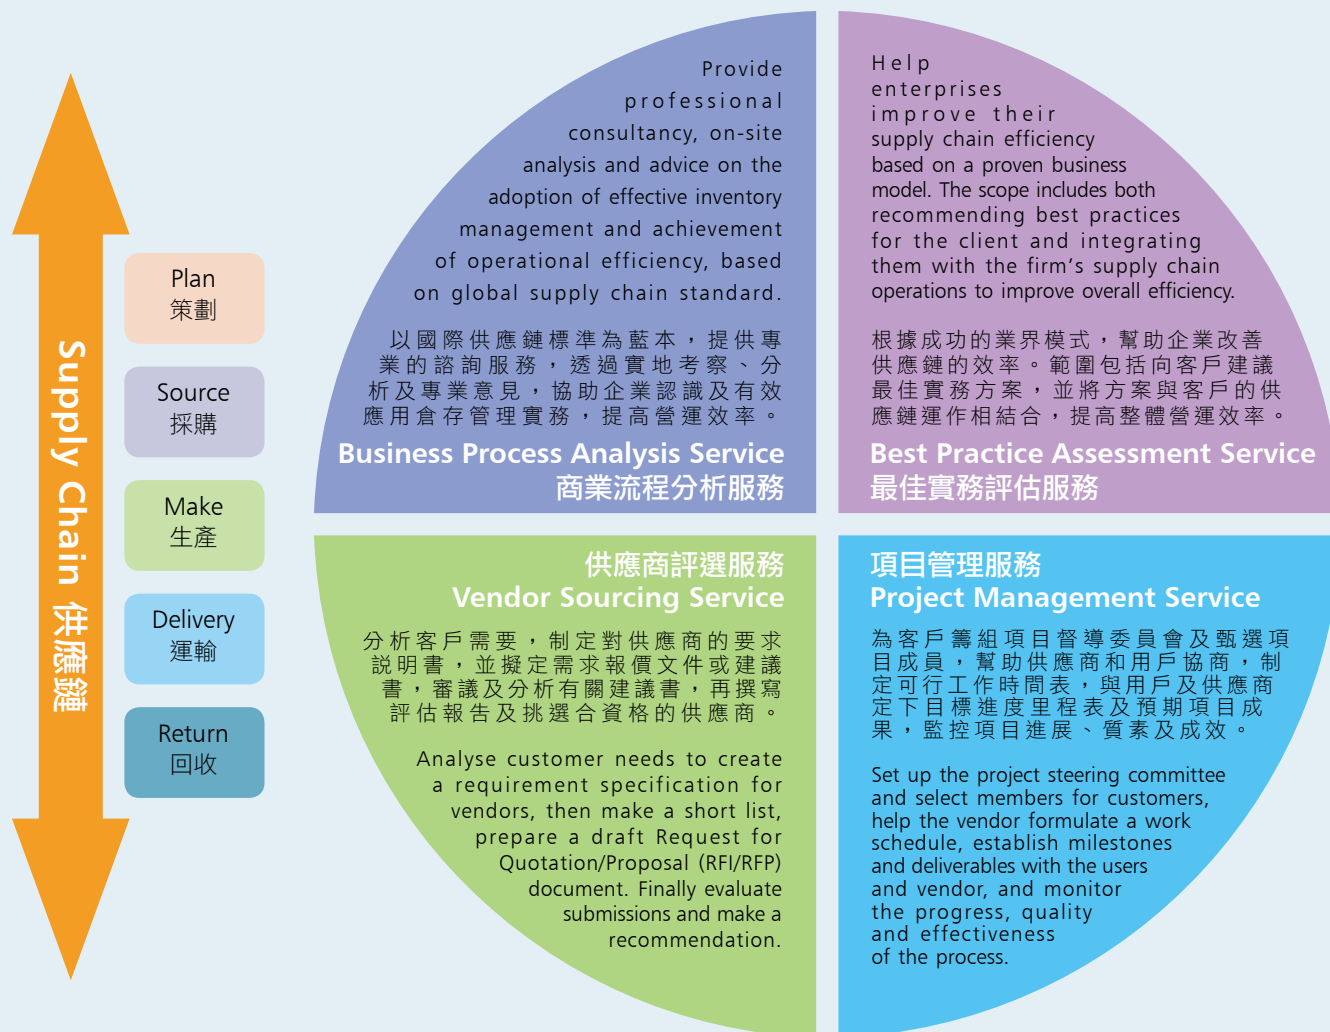 Supply Chain 供應鏈
Plan
策劃
Source
採購
Make
生產
Delivery
運輸
Return
回收
Provide
professional
consultancy, on-site
analysis and advice on the
adoption of effective inventory
management and achievement
of operational efficiency, based
on global supply chain standard.
以國際供應鏈標準為藍本，提供專
業的諮詢服務，透過實地考察、分
析及專業意見，協助企業認識及有效
應用倉存管理實務，提高營運效率。
Business Process Analysis Service
商業流程分析服務
Help
enterprises
improve their
supply chain efficiency
based on a proven business
model. The scope includes both
recommending best practices
for the client and integrating
them with the firm's supply chain
operations to improve overall efficiency.
根據成功的業界模式，幫助企業改善
供應鏈的效率。範圍包括向客戶建議
最佳實務方案，並將方案與客戶的供
應鏈運作相結合，提高整體營運效率。
Best Practice Assessment Service
最佳實務評估服務
供應商評選服務
Vendor Sourcing Service
分析客戶需要，制定對供應商的要求
説明書，並擬定需求報價文件或建議
書，審議及分析有關建議書，再撰寫
評估報告及挑選合資格的供應商。
Analyse customer needs to create
a requirement specification for
vendors, then make a short list,
prepare a draft Request for
Quotation/Proposal (RFI/RFP)
document. Finally evaluate
submissions and make a
recommendation.
項目管理服務
Project Management Service
為客戶籌組項目督導委員會及甄選項
目成員，幫助供應商和用戶協商，制
定可行工作時間表，與用戶及供應商
定下目標進度里程表及預期項目成
果，監控項目進展、質素及成效。
Set up the project steering committee
and select members for customers,
help the vendor formulate a work
schedule, establish milestones
and deliverables with the users
and vendor, and monitor
the progress, quality
and effectiveness
of the process.